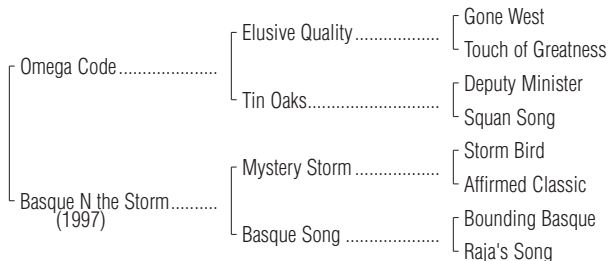 Gone West
Elusive Quality ..................
Touch of Greatness
Omega Code .....................
Deputy Minister
Tin Oaks............................
Squan Song
Storm Bird
Mystery Storm ..................
Affirmed Classic
Basque N the Storm..........
(1997)
Bounding Basque
Basque Song ....................
Raja's Song